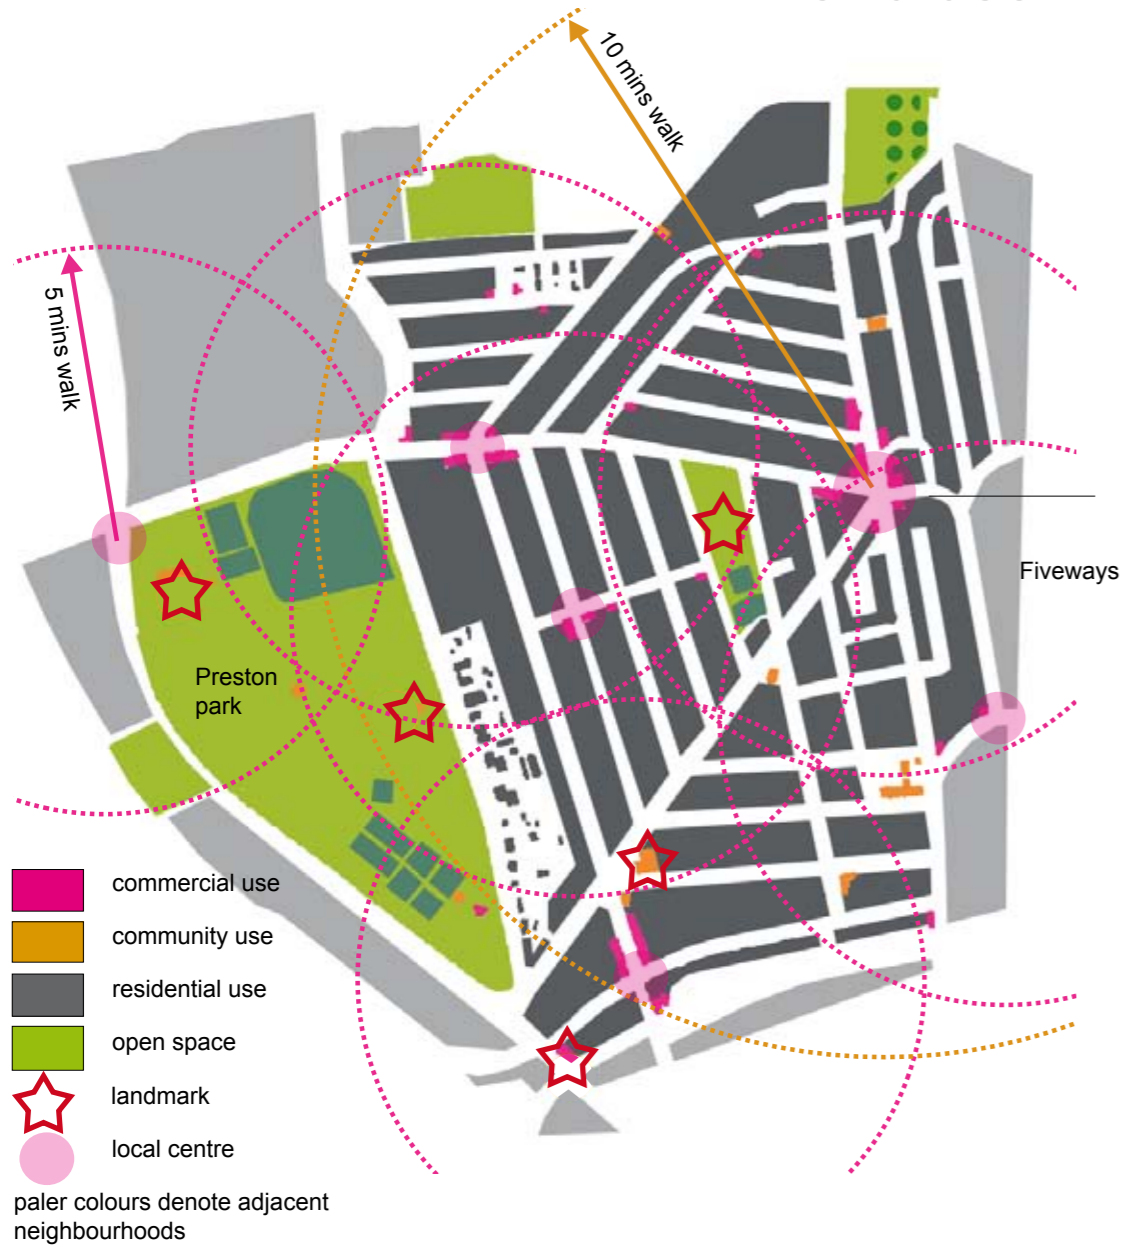 10 mins walk
5 mins walk
Fiveways
Preston
park
commercial use
community use
residential use
open space
landmark
local centre
paler colours denote adjacent
neighbourhoods